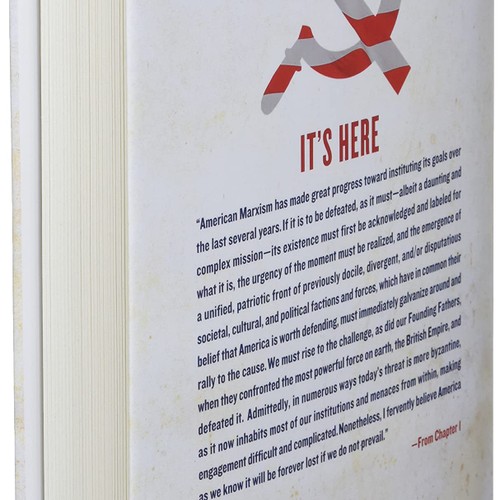 IT'S HERE
"American Marxism has made great progress toward instituting its goals over
the last several years. If it is to be defeated, as it must—albeit a daunting and
complex mission—its existence must first be acknowledged and labeled for
what it is, the urgency of the moment must be realized, and the emergence of
a unified, patriotic front of previously docile, divergent, and/or disputatious
societal, cultural, and political factions and forces, which have in common their
belief that America is worth defending, must immediately galvanize around and
rally to the cause. We must rise to the challenge, as did our Founding Fathers,
when they confronted the most powerful force on earth, the British Empire, and
defeated it. Admittedly, in numerous ways today's threat is more byzantine,
as it now inhabits most of our institutions and menaces from within, making
engagement difficult and complicated. Nonetheless, I fervently believe America
as we know it will be forever lost if we do not prevail."
—From Chapter 1